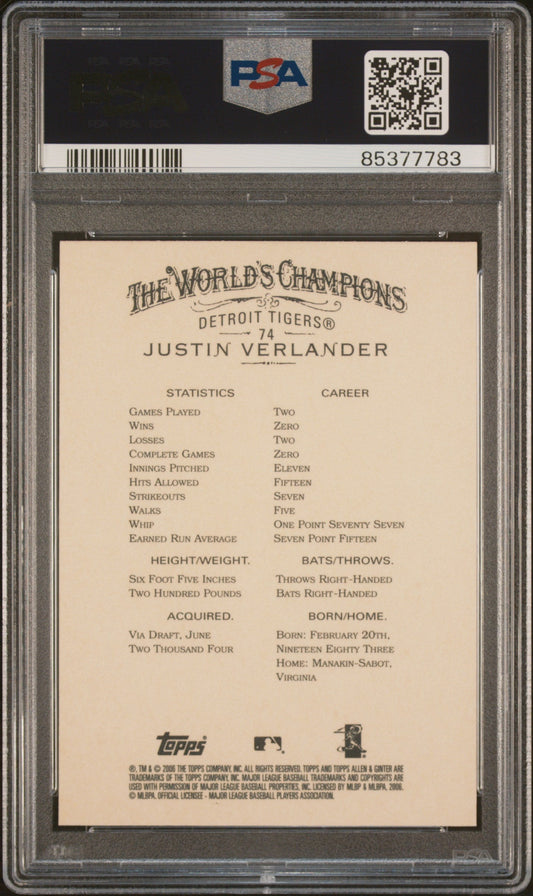 PSA
PSA
85377783
THE WORLD'S CHAMPIONS
DETROIT TIGERS®
74
JUSTIN VERLANDER
STATISTICS CAREER
GAMES PLAYED TWO
WINS ZERO
LOSSES TWO
COMPLETE GAMES ZERO
INNINGS PITCHED ELEVEN
HITS ALLOWED FIFTEEN
STRIKEOUTS SEVEN
WALKS FIVE
WHIP ONE POINT SEVENTY SEVEN
EARNED RUN AVERAGE SEVEN POINT FIFTEEN
HEIGHT/WEIGHT. BATS/THROWS.
SIX FOOT FIVE INCHES THROWS RIGHT-HANDED
TWO HUNDRED POUNDS BATS RIGHT-HANDED
ACQUIRED. BORN/HOME.
VIA DRAFT, JUNE BORN: FEBRUARY 20TH,
TWO THOUSAND FOUR NINETEEN EIGHTY THREE
HOME: MANAKIN-SABOT,
VIRGINIA
Topps
®, TM & © 2006 THE TOPPS COMPANY, INC. ALL RIGHTS RESERVED. TOPPS AND TOPPS ALLEN & GINTER ARE
TRADEMARKS OF THE TOPPS COMPANY, INC. MAJOR LEAGUE BASEBALL TRADEMARKS AND COPYRIGHTS ARE
USED WITH PERMISSION OF MAJOR LEAGUE BASEBALL PROPERTIES, INC. LICENSED BY MLBP & MLBPA, 2006.
© MLBPA, OFFICIAL LICENSEE - MAJOR LEAGUE BASEBALL PLAYERS ASSOCIATION.
PSA